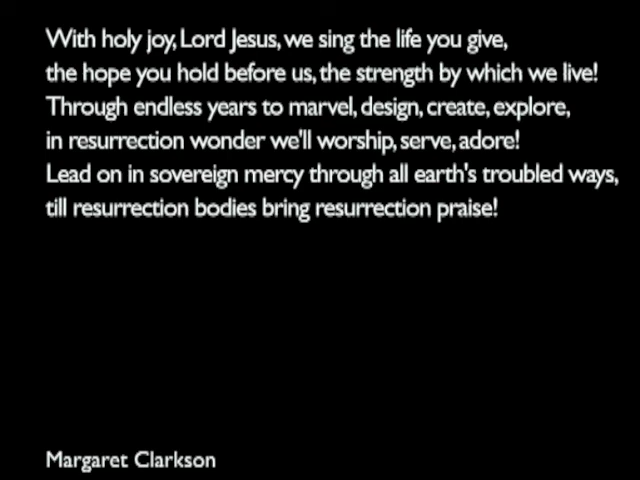 With holy joy, Lord Jesus, we sing the life you give,
the hope you hold before us, the strength by which we live!
Through endless years to marvel, design, create, explore,
in resurrection wonder we'll worship, serve, adore!
Lead on in sovereign mercy through all earth's troubled ways,
till resurrection bodies bring resurrection praise!
Margaret Clarkson